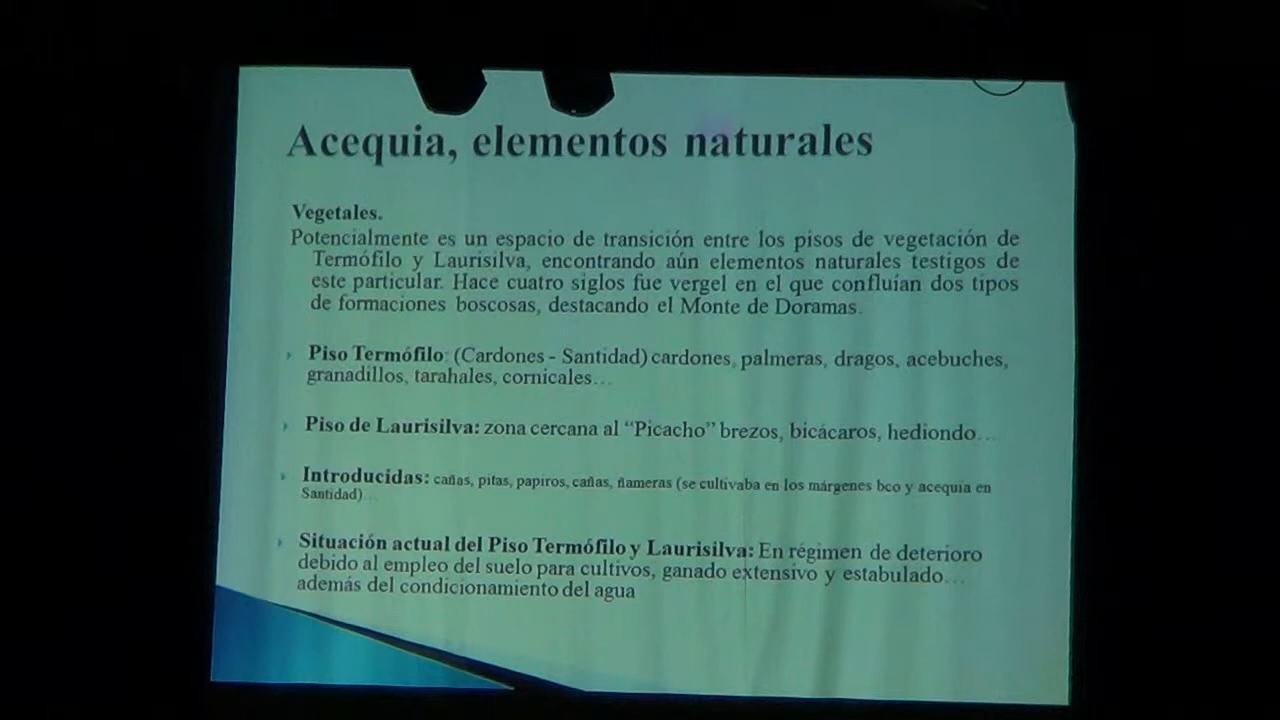 Acequia, elementos naturales
Vegetales.
Potencialmente es un espacio de transición entre los pisos de vegetación de
Termófilo y Laurisilva, encontrando aún elementos naturales testigos de
este particular. Hace cuatro siglos fue vergel en el que confluían dos tipos
de formaciones boscosas, destacando el Monte de Doramas.
Piso Termófilo: (Cardones - Santidad) cardones, palmeras, dragos, acebuches,
granadillos, tarahales, cornicales…
Piso de Laurisilva: zona cercana al “Picacho” brezos, bicácaros, hediondo…
Introducidas: cañas, pitas, papiros, cañas, ñameras (se cultivaba en los márgenes bco y acequia en
Santidad)…
Situación actual del Piso Termófilo y Laurisilva: En régimen de deterioro
debido al empleo del suelo para cultivos, ganado extensivo y estabulado…
además del condicionamiento del agua